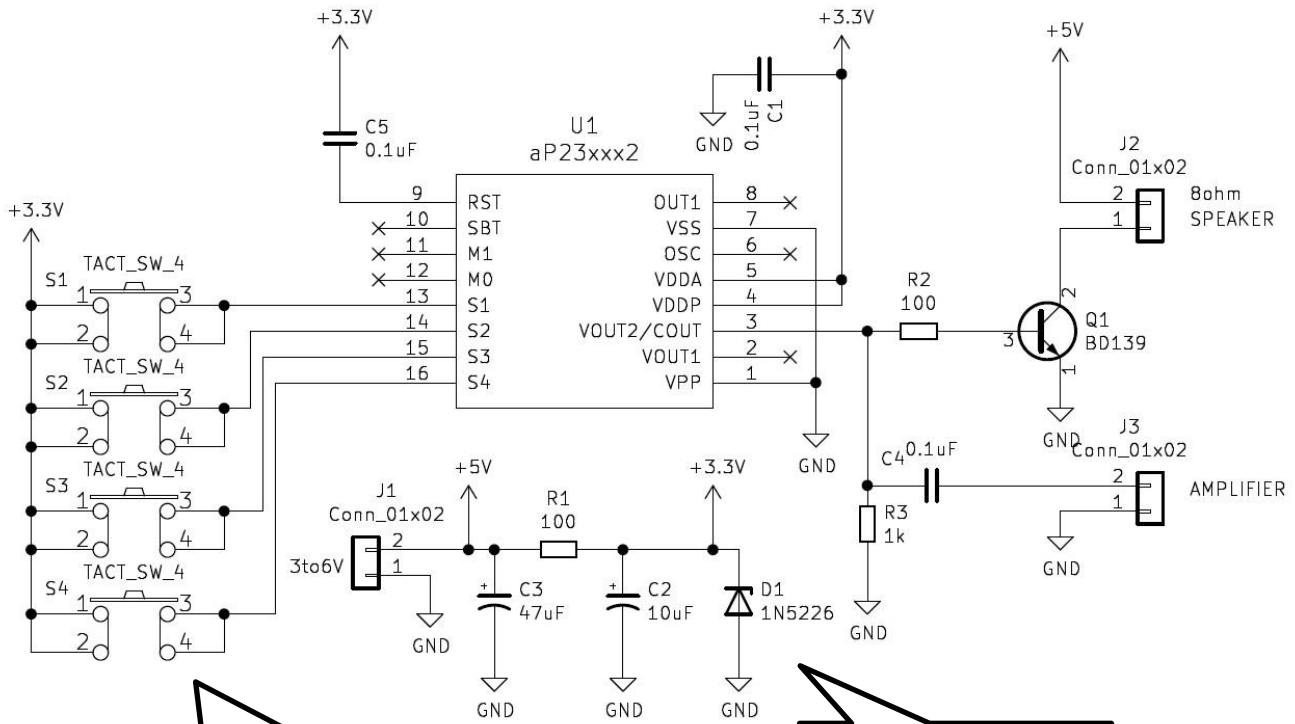 +3.3V
C5
0.1uF
+3.3V
0.1uF
C1
GND
+5V
U1
aP23xxx2
9
RST
10
SBT
11
M1
12
M0
13
S1
14
S2
15
S3
16
S4
OUT1
8
VSS
7
OSC
6
VDDA
5
VDDP
4
VOUT2/COUT
3
VOUT1
2
VPP
1
GND
J2
Conn_01x02
2
1
8ohm
SPEAKER
R2
100
2
3
1
Q1
BD139
GND
J3
Conn_01x02
2
1
AMPLIFIER
GND
C4
0.1uF
R3
1k
GND
+3.3V
TACT_SW_4
S1
1
3
2
4
TACT_SW_4
S2
1
3
2
4
TACT_SW_4
S3
1
3
2
4
TACT_SW_4
S4
1
3
2
4
J1
Conn_01x02
3to6V
2
1
GND
+5V
R1
100
+3.3V
+
C3
47uF
GND
+
C2
10uF
GND
D1
1N5226
GND